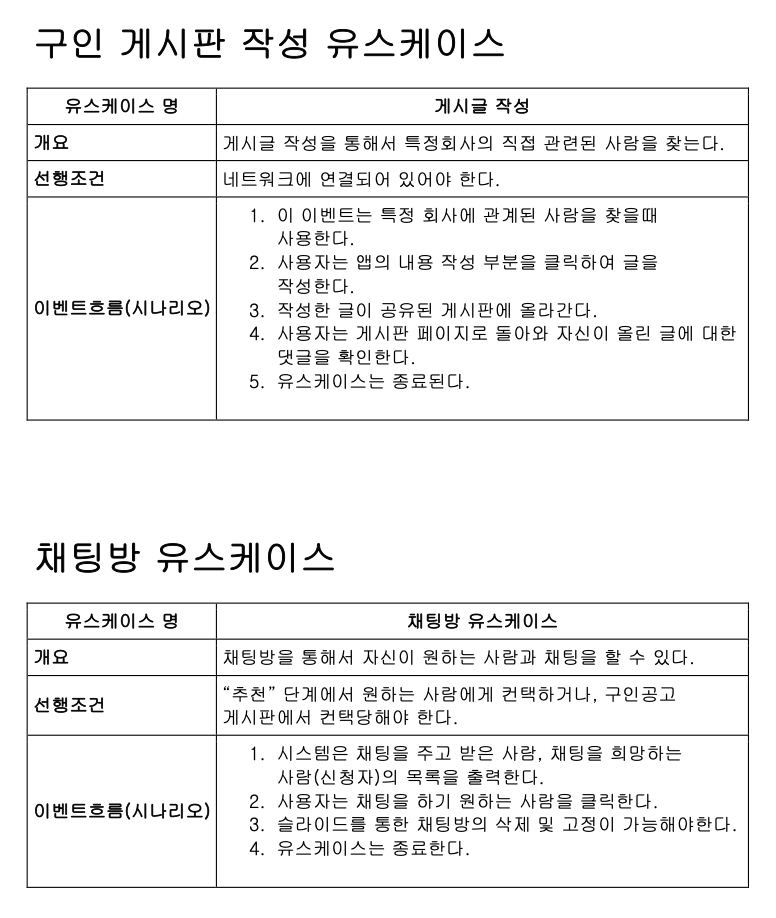 구인 게시판 작성 유스케이스
유스케이스 명 게시글 작성
개요 게시글 작성을 통해서 특정회사의 직접 관련된 사람을 찾는다.
선행조건 네트워크에 연결되어 있어야 한다.
이벤트흐름(시나리오)
1. 이 이벤트는 특정 회사에 관계된 사람을 찾을때
사용한다.
2. 사용자는 앱의 내용 작성 부분을 클릭하여 글을
작성한다.
3. 작성한 글이 공유된 게시판에 올라간다.
4. 사용자는 게시판 페이지로 돌아와 자신이 올린 글에 대한
댓글을 확인한다.
5. 유스케이스는 종료된다.
채팅방 유스케이스
유스케이스 명 채팅방 유스케이스
개요 채팅방을 통해서 자신이 원하는 사람과 채팅을 할 수 있다.
선행조건
“추천” 단계에서 원하는 사람에게 컨택하거나, 구인공고
게시판에서 컨택당해야 한다.
이벤트흐름(시나리오)
1. 시스템은 채팅을 주고 받은 사람, 채팅을 희망하는
사람(신청자)의 목록을 출력한다.
2. 사용자는 채팅을 하기 원하는 사람을 클릭한다.
3. 슬라이드를 통한 채팅방의 삭제 및 고정이 가능해야한다.
4. 유스케이스는 종료한다.